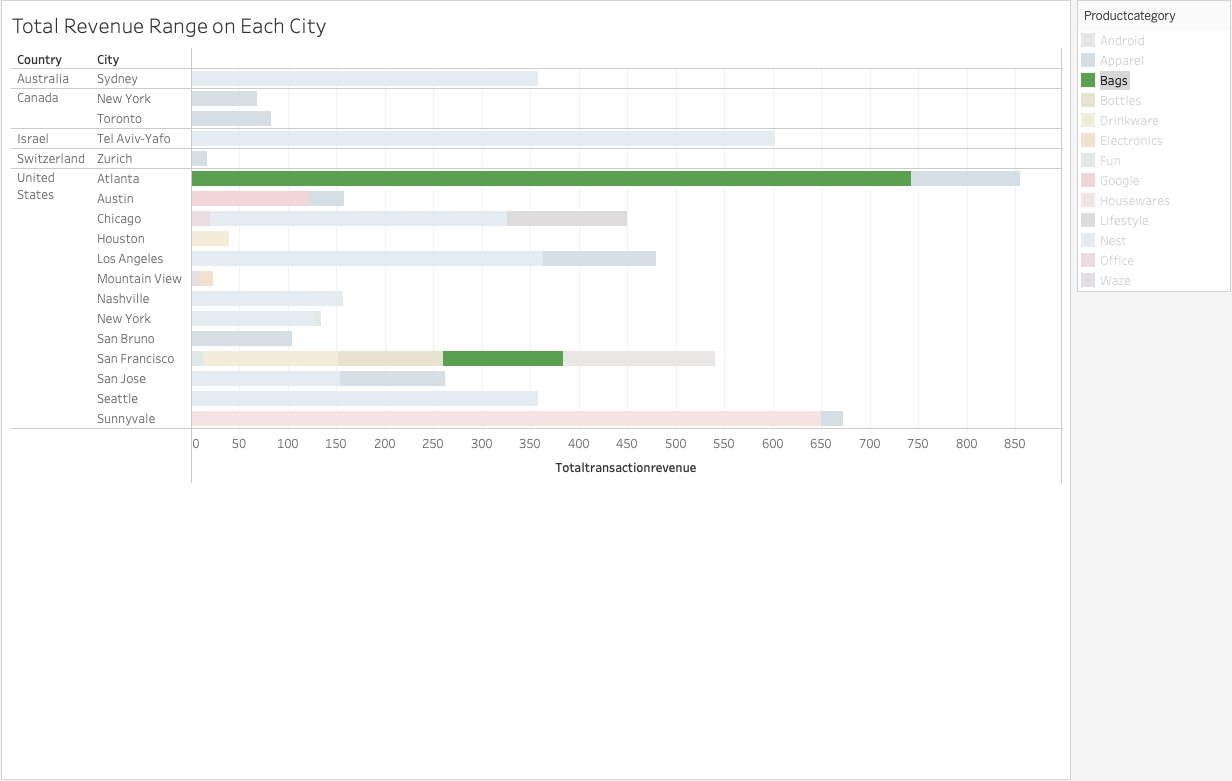 Total Revenue Range on Each City
Country City
Australia Sydney
Canada New York
Toronto
Israel Tel Aviv-Yafo
Switzerland Zurich
United States Atlanta
Austin
Chicago
Houston
Los Angeles
Mountain View
Nashville
New York
San Bruno
San Francisco
San Jose
Seattle
Sunnyvale
0 50 100 150 200 250 300 350 400 450 500 550 600 650 700 750 800 850
Totaltransactionrevenue
Productcategory
Android
Apparel
Bags
Bottles
Drinkware
Electronics
Fun
Google
Housewares
Lifestyle
Nest
Office
Waze